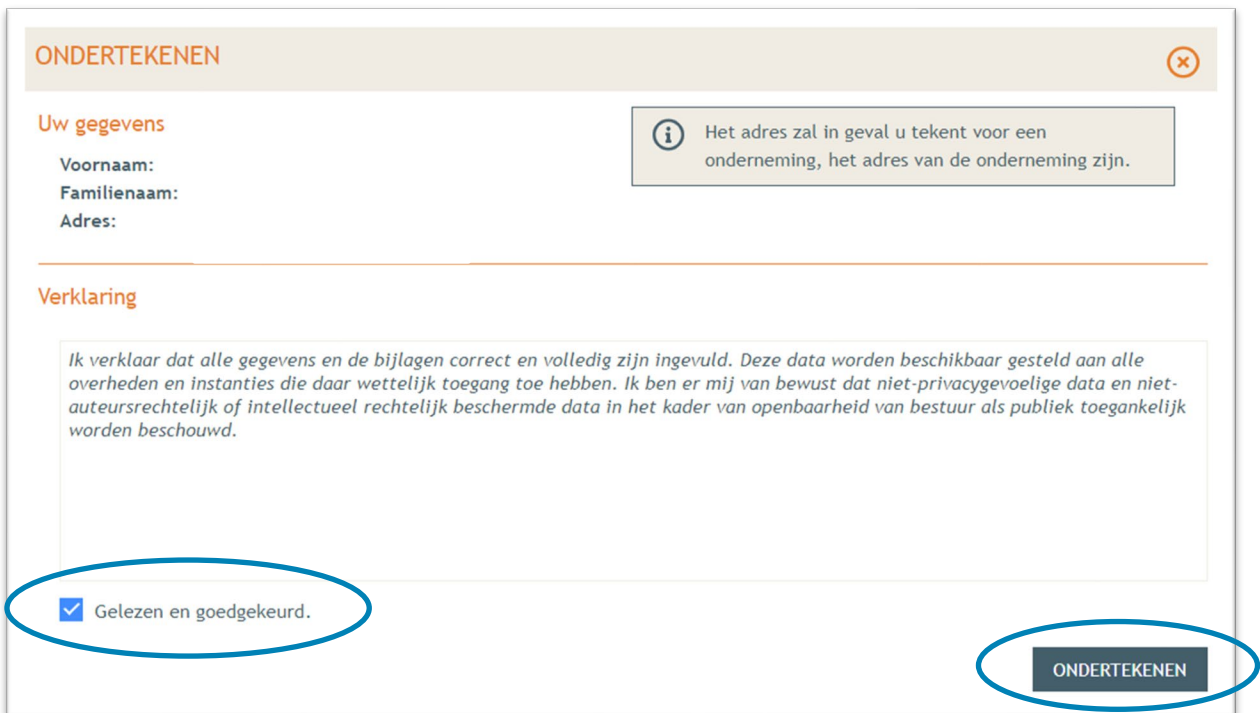 ONDERTEKENEN
Uw gegevens
Voornaam:
Familienaam:
Adres:
Het adres zal in geval u tekent voor een
onderneming, het adres van de onderneming zijn.
Verklaring
Ik verklaar dat alle gegevens en de bijlagen correct en volledig zijn ingevuld. Deze data worden beschikbaar gesteld aan alle
overheden en instanties die daar wettelijk toegang toe hebben. Ik ben er mij van bewust dat niet-privacygevoelige data en niet-
auteursrechtelijk of intellectueel rechtelijk beschermde data in het kader van openbaarheid van bestuur als publiek toegankelijk
worden beschouwd.
Gelezen en goedgekeurd.
ONDERTEKENEN